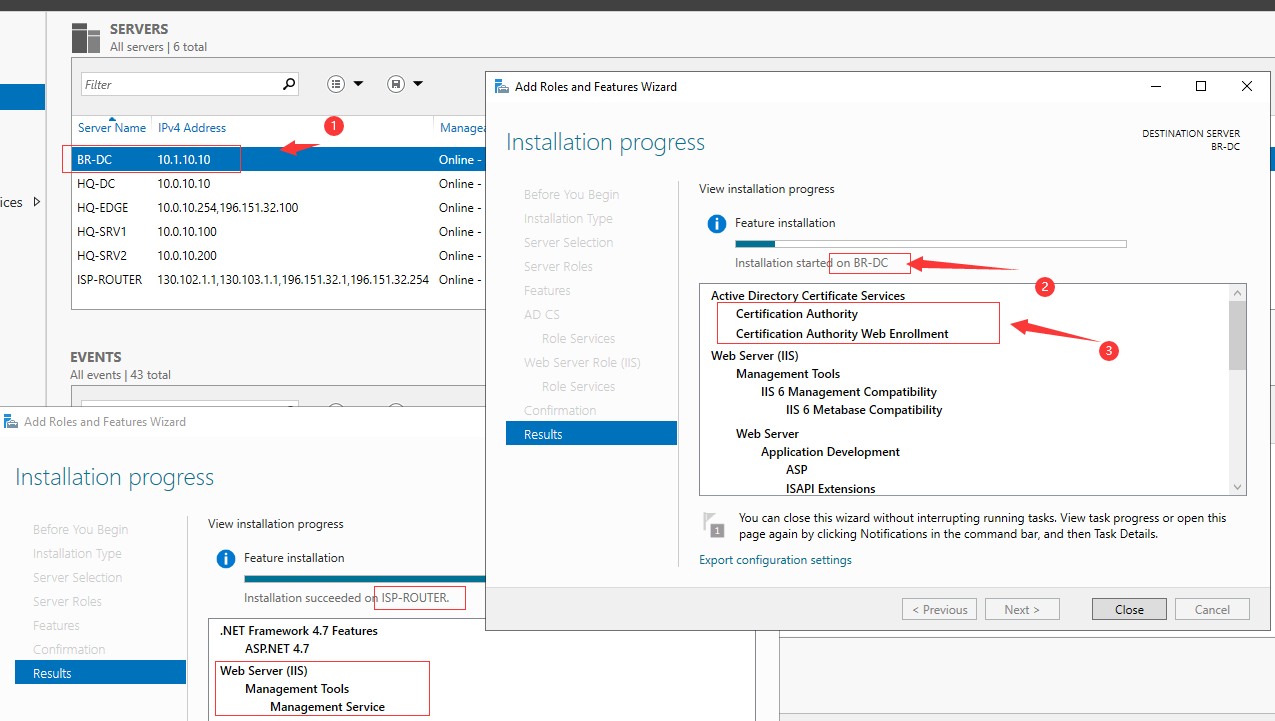 SERVERS
All servers | 6 total
Filter
Server Name IPv4 Address
BR-DC 10.1.10.10 Online -
HQ-DC 10.0.10.10 Online -
HQ-EDGE 10.0.10.254,196.151.32.100 Online -
HQ-SRV1 10.0.10.100 Online -
HQ-SRV2 10.0.10.200 Online -
ISP-ROUTER 130.102.1.1,130.103.1.1,196.151.32.1,196.151.32.254 Online -
ices
1
EVENTS
All events | 43 total
Add Roles and Features Wizard
Installation progress
DESTINATION SERVER
BR-DC
Before You Begin
Installation Type
Server Selection
Server Roles
Features
AD CS
Role Services
Web Server Role (IIS)
Role Services
Confirmation
Results
View installation progress
Feature installation
Installation started on BR-DC
2
Active Directory Certificate Services
Certification Authority
Certification Authority Web Enrollment
3
Web Server (IIS)
Management Tools
IIS 6 Management Compatibility
IIS 6 Metabase Compatibility
Web Server
Application Development
ASP
ISAPI Extensions
1
You can close this wizard without interrupting running tasks. View task progress or open this
page again by clicking Notifications in the command bar, and then Task Details.
Export configuration settings
< Previous
Next >
Close
Cancel
Add Roles and Features Wizard
Installation progress
Before You Begin
Installation Type
Server Selection
Server Roles
Features
Confirmation
Results
View installation progress
Feature installation
Installation succeeded on ISP-ROUTER.
.NET Framework 4.7 Features
ASP.NET 4.7
Web Server (IIS)
Management Tools
Management Service